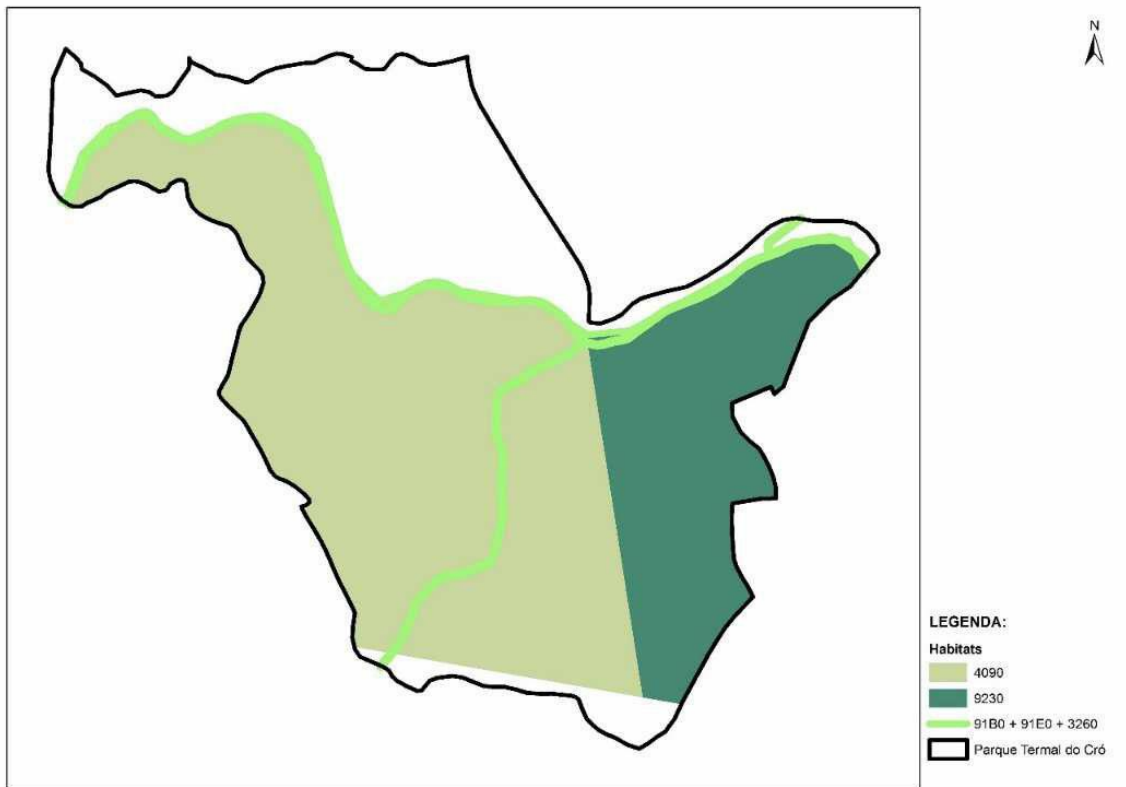 N
LEGENDA:
Habitats
4090
9230
91B0 + 91E0 + 3260
Parque Termal do Cró